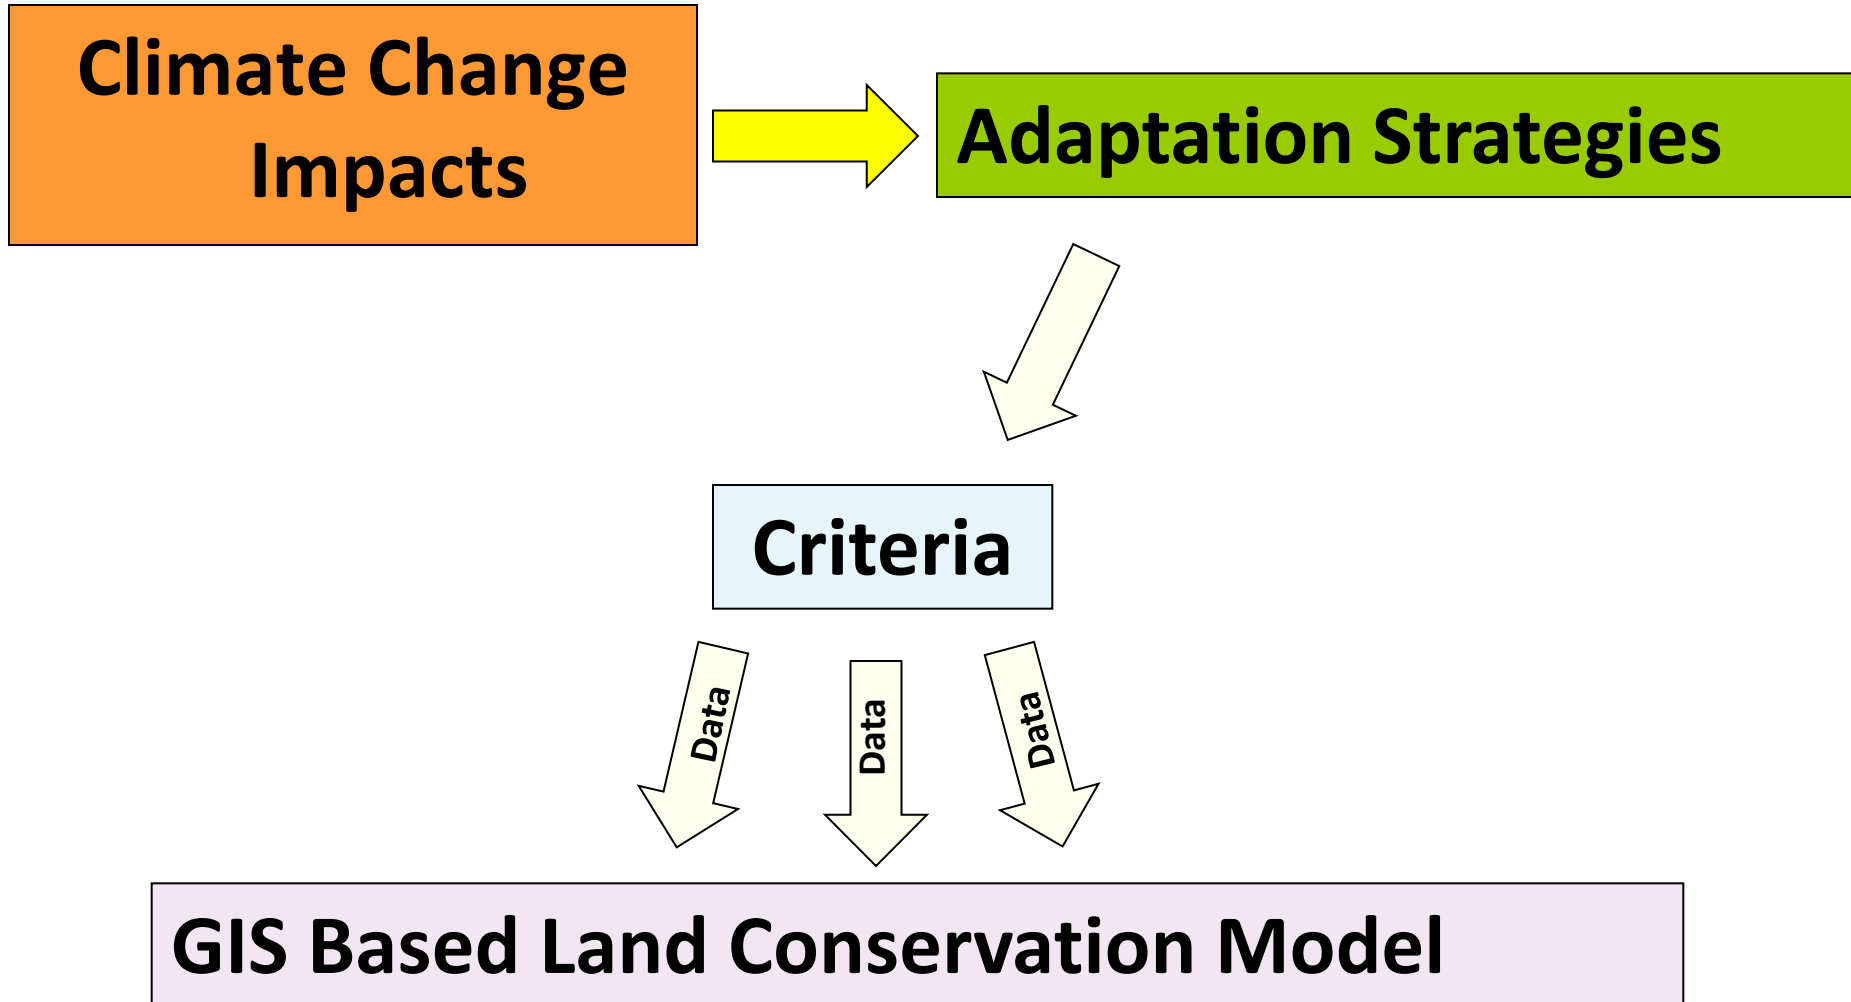 Climate Change
Impacts
Adaptation Strategies
Criteria
Data
Data
Data
GIS Based Land Conservation Model